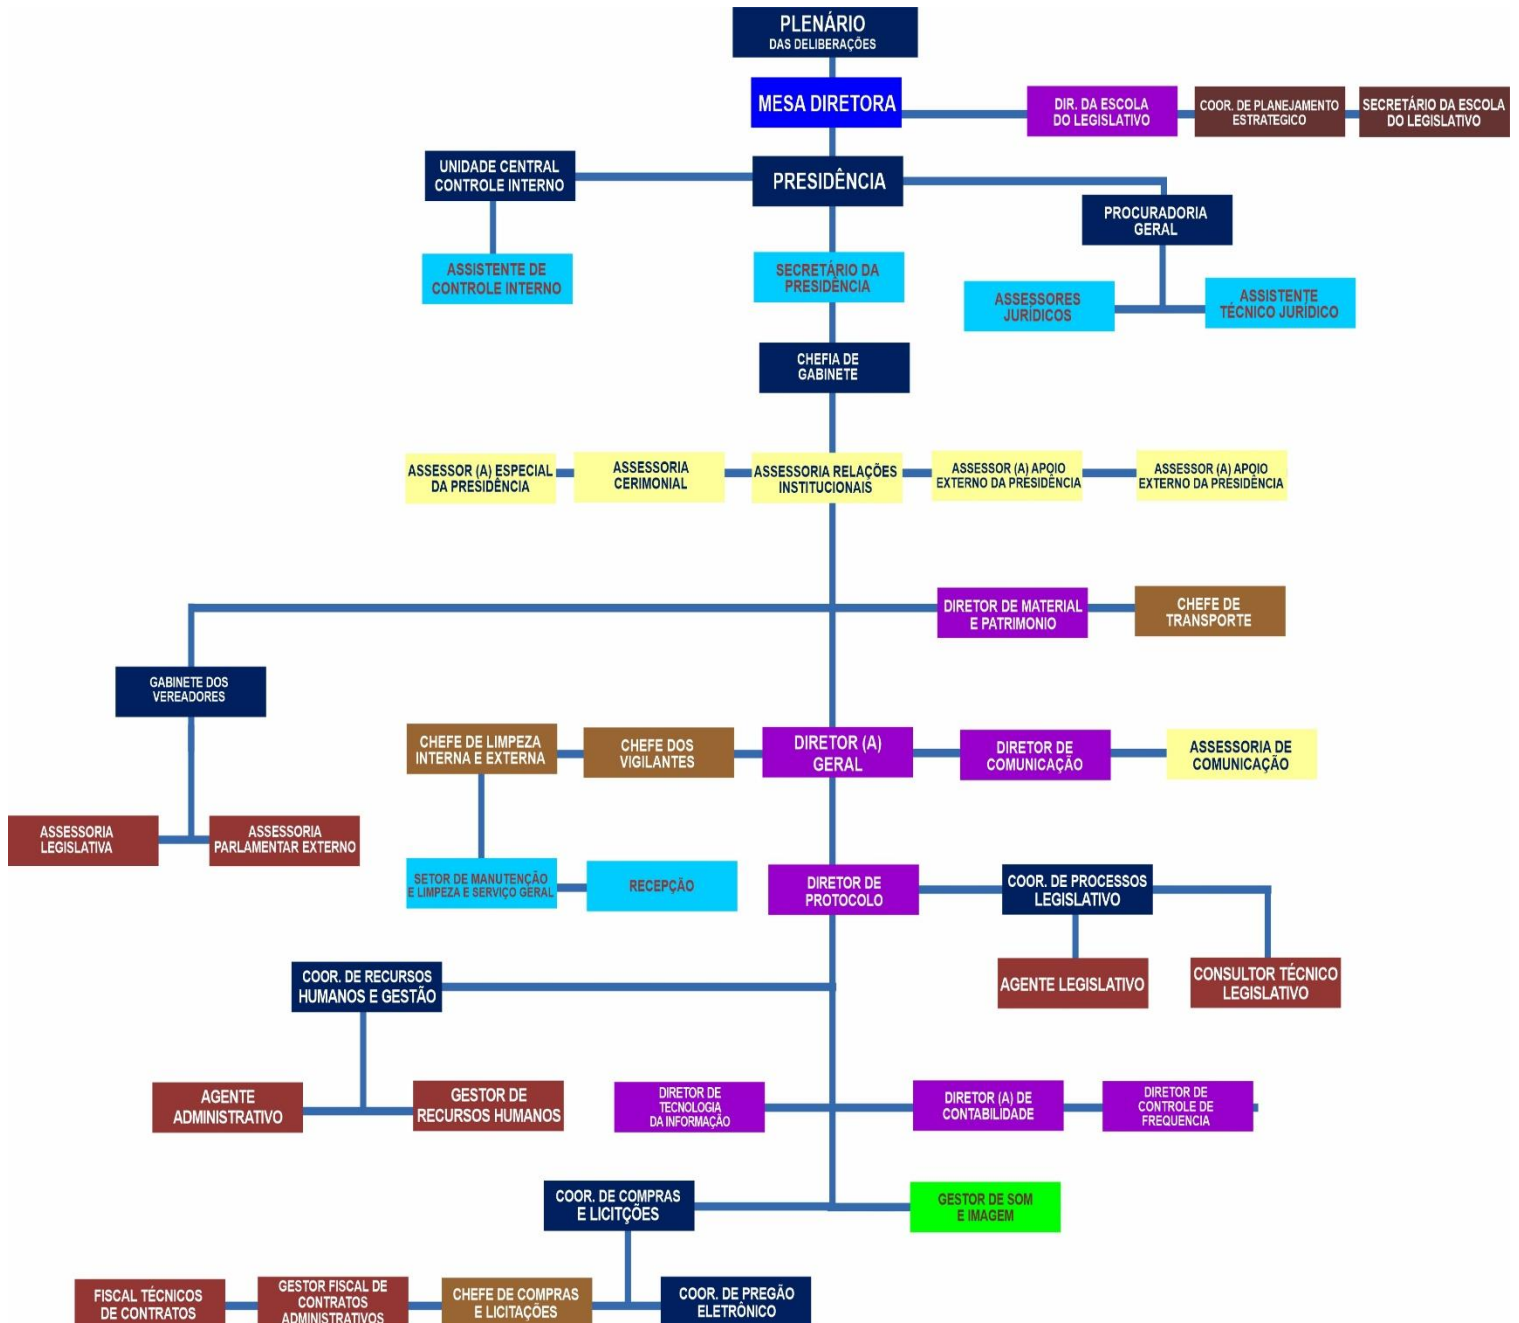 PLENÁRIO
DAS DELIBERAÇÕES
MESA DIRETORA
DIR. DA ESCOLA
DO LEGISLATIVO
COOR. DE PLANEJAMENTO
ESTRATEGICO
SECRETÁRIO DA ESCOLA
DO LEGISLATIVO
UNIDADE CENTRAL
CONTROLE INTERNO
PRESIDÊNCIA
PROCURADORIA
GERAL
ASSISTENTE DE
CONTROLE INTERNO
SECRETÁRIO DA
PRESIDÊNCIA
ASSESSORES
JURÍDICOS
ASSISTENTE
TÉCNICO JURÍDICO
CHEFIA DE
GABINETE
ASSESSOR (A) ESPECIAL
DA PRESIDÊNCIA
ASSESSORIA
CERIMONIAL
ASSESSORIA RELAÇÕES
INSTITUCIONAIS
ASSESSOR (A) APOIO
EXTERNO DA PRESIDÊNCIA
ASSESSOR (A) APOIO
EXTERNO DA PRESIDÊNCIA
DIRETOR DE MATERIAL
E PATRIMONIO
CHEFE DE
TRANSPORTE
GABINETE DOS
VEREADORES
CHEFE DE LIMPEZA
INTERNA E EXTERNA
CHEFE DOS
VIGILANTES
DIRETOR (A)
GERAL
DIRETOR DE
COMUNICAÇÃO
ASSESSORIA DE
COMUNICAÇÃO
ASSESSORIA
LEGISLATIVA
ASSESSORIA
PARLAMENTAR EXTERNO
SETOR DE MANUTENÇÃO
E LIMPEZA E SERVIÇO GERAL
RECEPÇÃO
DIRETOR DE
PROTOCOLO
COOR. DE PROCESSOS
LEGISLATIVO
AGENTE LEGISLATIVO
CONSULTOR TÉCNICO
LEGISLATIVO
COOR. DE RECURSOS
HUMANOS E GESTÃO
AGENTE
ADMINISTRATIVO
GESTOR DE
RECURSOS HUMANOS
DIRETOR DE
TECNOLOGIA
DA INFORMAÇÃO
DIRETOR (A) DE
CONTABILIDADE
DIRETOR DE
CONTROLE DE
FREQUENCIA
COOR. DE COMPRAS
E LICITÇÕES
GESTOR DE SOM
E IMAGEM
FISCAL TÉCNICOS
DE CONTRATOS
GESTOR FISCAL DE
CONTRATOS
ADMINISTRATIVOS
CHEFE DE COMPRAS
E LICITAÇÕES
COOR. DE PREGÃO
ELETRÔNICO